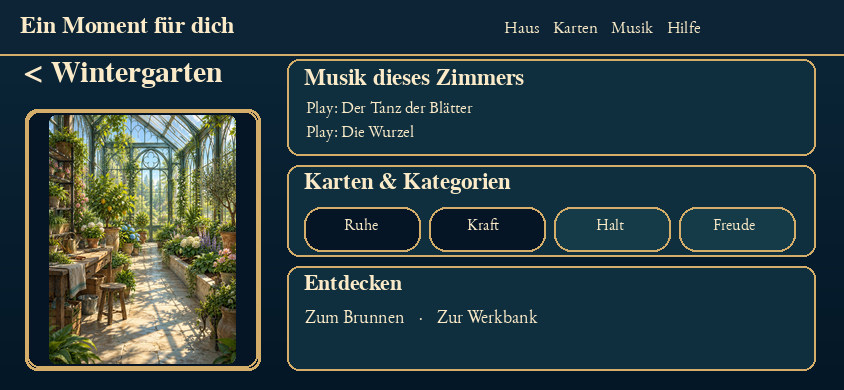 Ein Moment für dich
Haus Karten Musik Hilfe
< Wintergarten
Musik dieses Zimmers
Play: Der Tanz der Blätter
Play: Die Wurzel
Karten & Kategorien
Ruhe Kraft Halt Freude
Entdecken
Zum Brunnen · Zur Werkbank